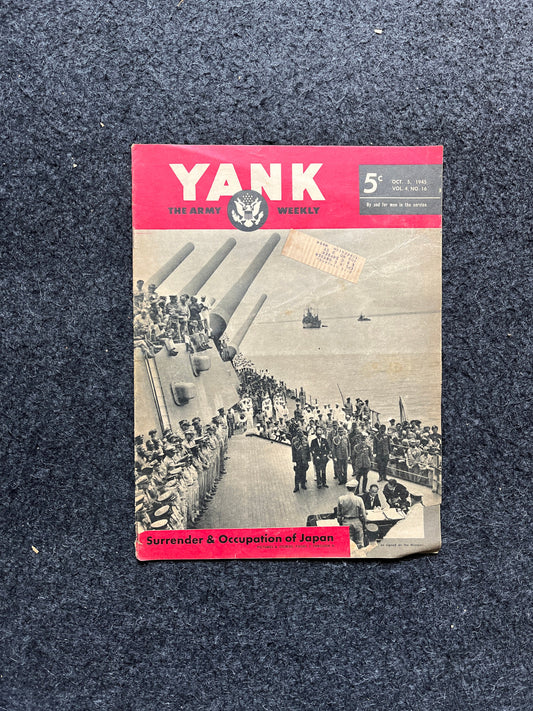 YANK
THE ARMY WEEKLY
5¢
OCT. 5, 1945
VOL. 4, NO. 16
By and for men in the service
Surrender & Occupation of Japan